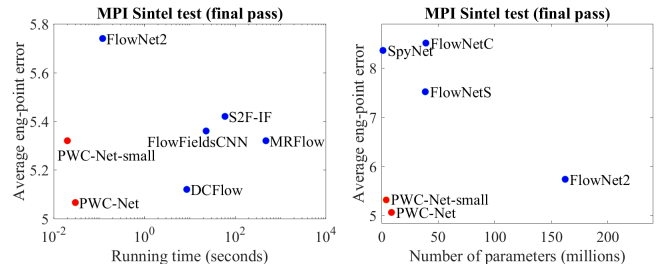 MPI Sintel test (final pass)
Average eng-point error
5.8
5.6
5.4
5.2
5
FlowNet2
S2F-IF
FlowFieldsCNN
MRFlow
PWC-Net-small
DCFlow
PWC-Net
10^-2
10^0
10^2
10^4
Running time (seconds)
MPI Sintel test (final pass)
Average eng-point error
8
7
6
5
FlowNetC
SpyNet
FlowNetS
FlowNet2
PWC-Net-small
PWC-Net
0
50
100
150
200
Number of parameters (millions)